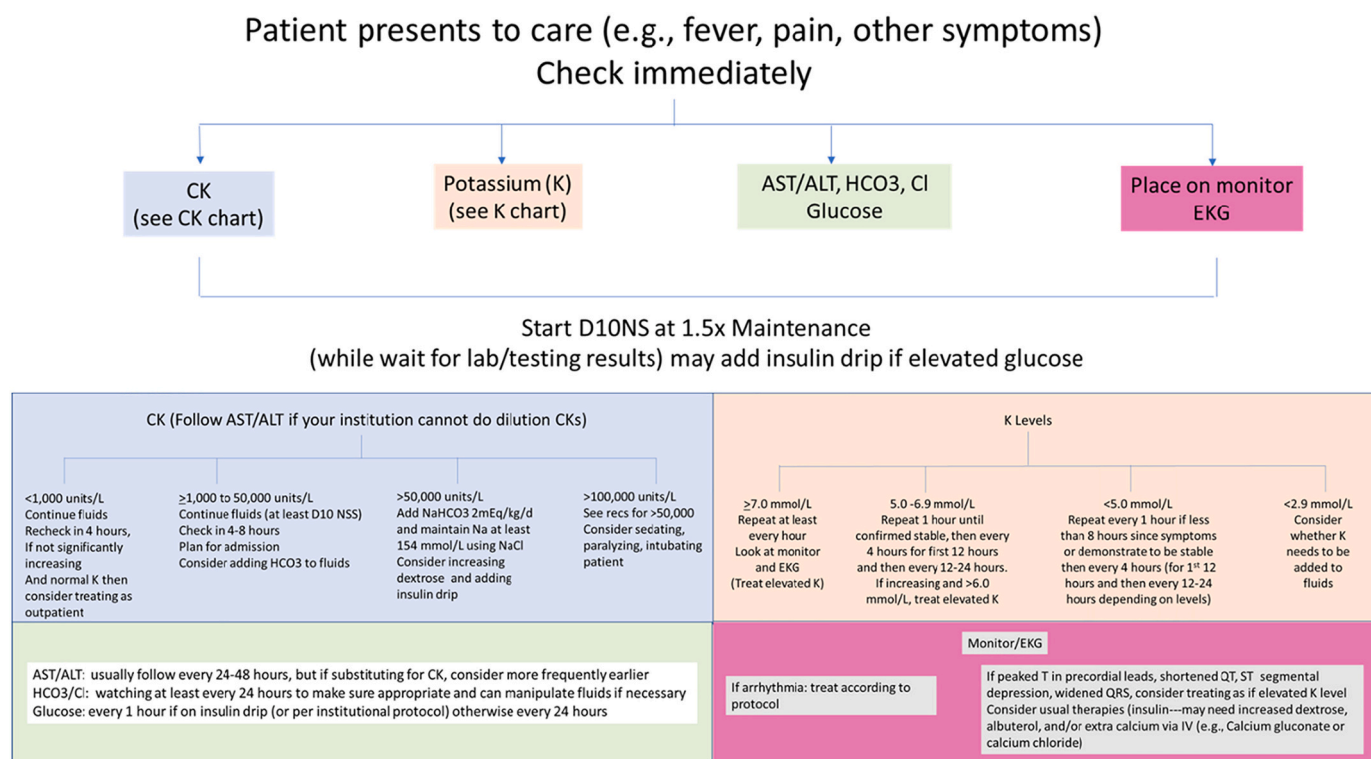 Patient presents to care (e.g., fever, pain, other symptoms)
Check immediately
CK
(see CK chart)
Potassium (K)
(see K chart)
AST/ALT, HCO3, Cl
Glucose
Place on monitor
EKG
Start D10NS at 1.5x Maintenance
(while wait for lab/testing results) may add insulin drip if elevated glucose
CK (Follow AST/ALT if your institution cannot do dilution CKs)
<1,000 units/L
Continue fluids
Recheck in 4 hours,
If not significantly
increasing
And normal K then
consider treating as
outpatient
≥1,000 to 50,000 units/L
Continue fluids (at least D10 NSS)
Check in 4-8 hours
Plan for admission
Consider adding HCO3 to fluids
>50,000 units/L
Add NaHCO3 2mEq/kg/d
and maintain Na at least
154 mmol/L using NaCl
Consider increasing
dextrose and adding
insulin drip
>100,000 units/L
See recs for >50,000
Consider sedating,
paralyzing, intubating
patient
K Levels
≥7.0 mmol/L
Repeat at least
every hour
Look at monitor
and EKG
(Treat elevated K)
5.0 -6.9 mmol/L
Repeat 1 hour until
confirmed stable, then every
4 hours for first 12 hours
and then every 12-24 hours.
If increasing and >6.0
mmol/L, treat elevated K
<5.0 mmol/L
Repeat every 1 hour if less
than 8 hours since symptoms
or demonstrate to be stable
then every 4 hours (for 1st 12
hours and then every 12-24
hours depending on levels)
<2.9 mmol/L
Consider
whether K
needs to be
added to
fluids
AST/ALT: usually follow every 24-48 hours, but if substituting for CK, consider more frequently earlier
HCO3/Cl: watching at least every 24 hours to make sure appropriate and can manipulate fluids if necessary
Glucose: every 1 hour if on insulin drip (or per institutional protocol) otherwise every 24 hours
Monitor/EKG
If arrhythmia: treat according to
protocol
If peaked T in precordial leads, shortened QT, ST segmental
depression, widened QRS, consider treating as if elevated K level
Consider usual therapies (insulin---may need increased dextrose,
albuterol, and/or extra calcium via IV (e.g., Calcium gluconate or
calcium chloride)